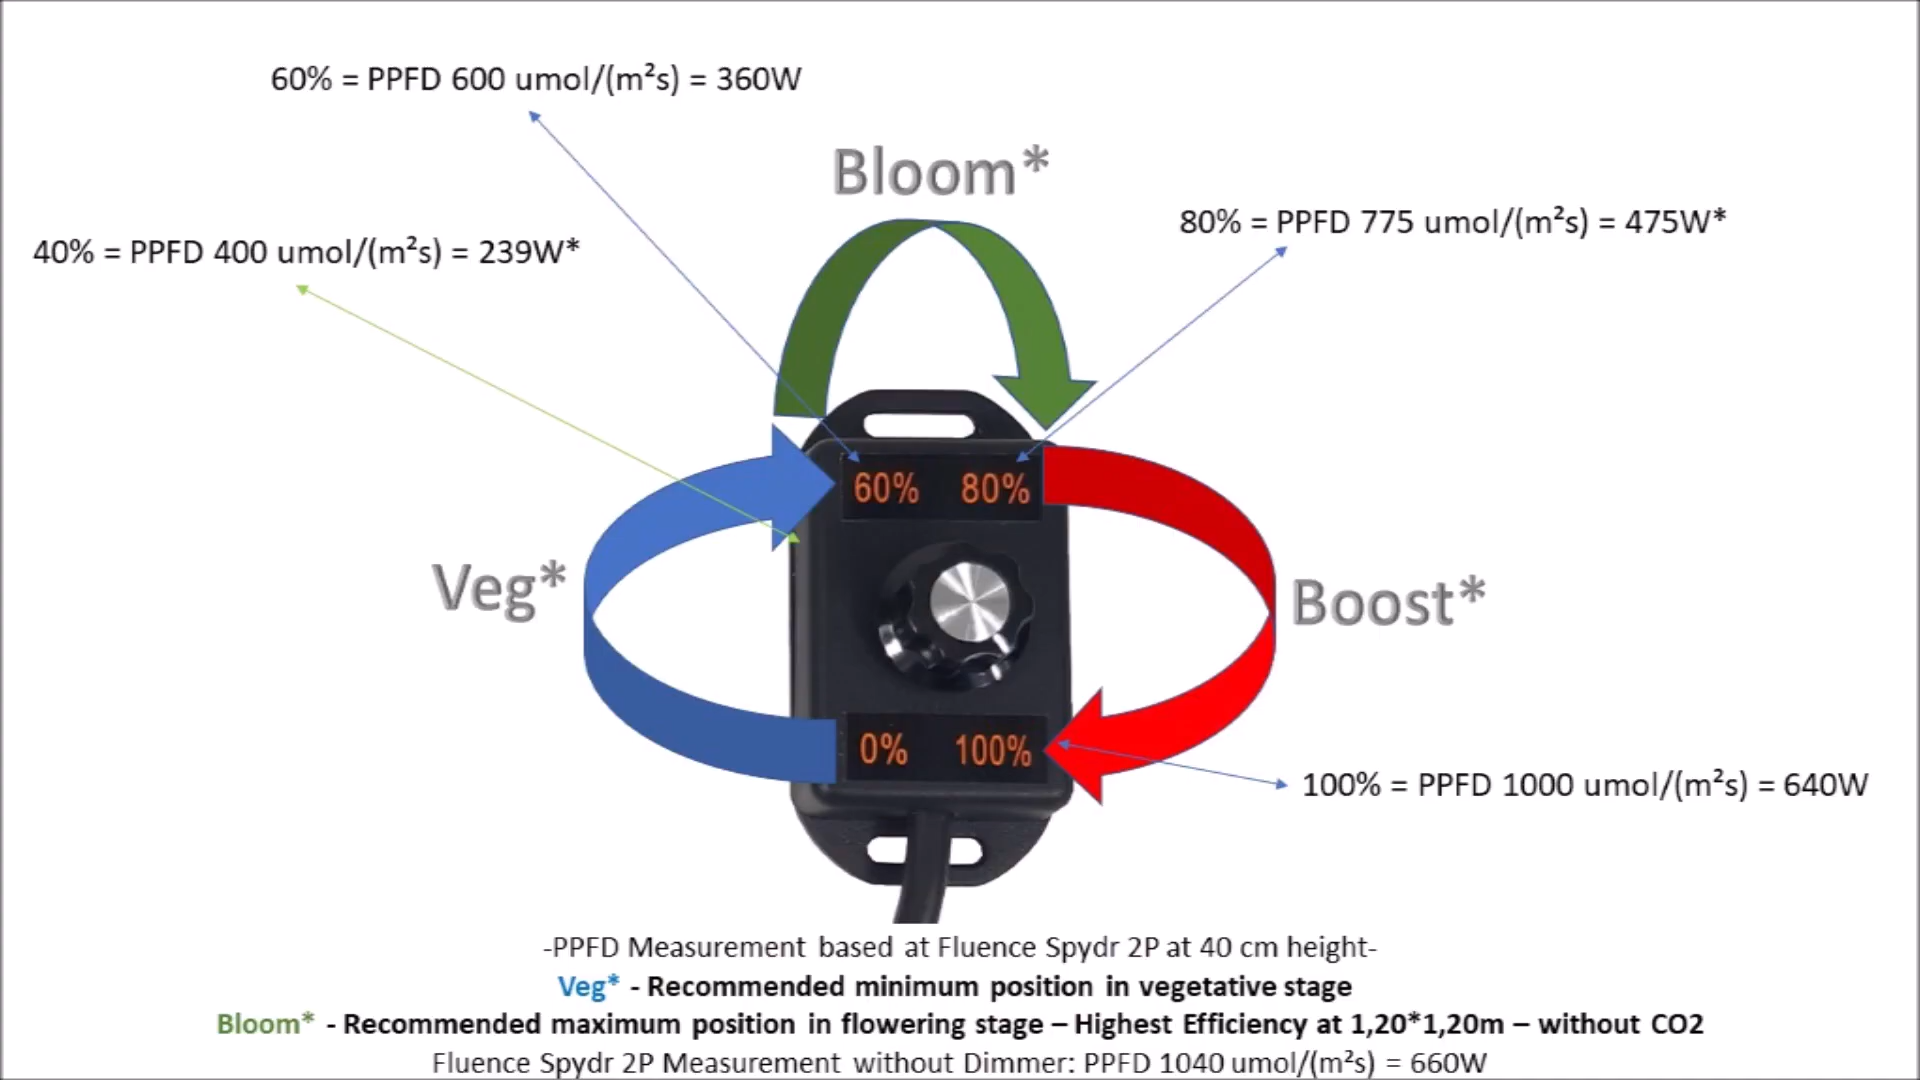 60% = PPFD 600 umol/(m²s) = 360W
Bloom*
80% = PPFD 775 umol/(m²s) = 475W*
40% = PPFD 400 umol/(m²s) = 239W*
60% 80%
Veg*
Boost*
0% 100%
100% = PPFD 1000 umol/(m²s) = 640W
-PPFD Measurement based at Fluence Spydr 2P at 40 cm height-
Veg* - Recommended minimum position in vegetative stage
Bloom* - Recommended maximum position in flowering stage – Highest Efficiency at 1,20*1,20m – without CO2
Fluence Spydr 2P Measurement without Dimmer: PPFD 1040 umol/(m²s) = 660W